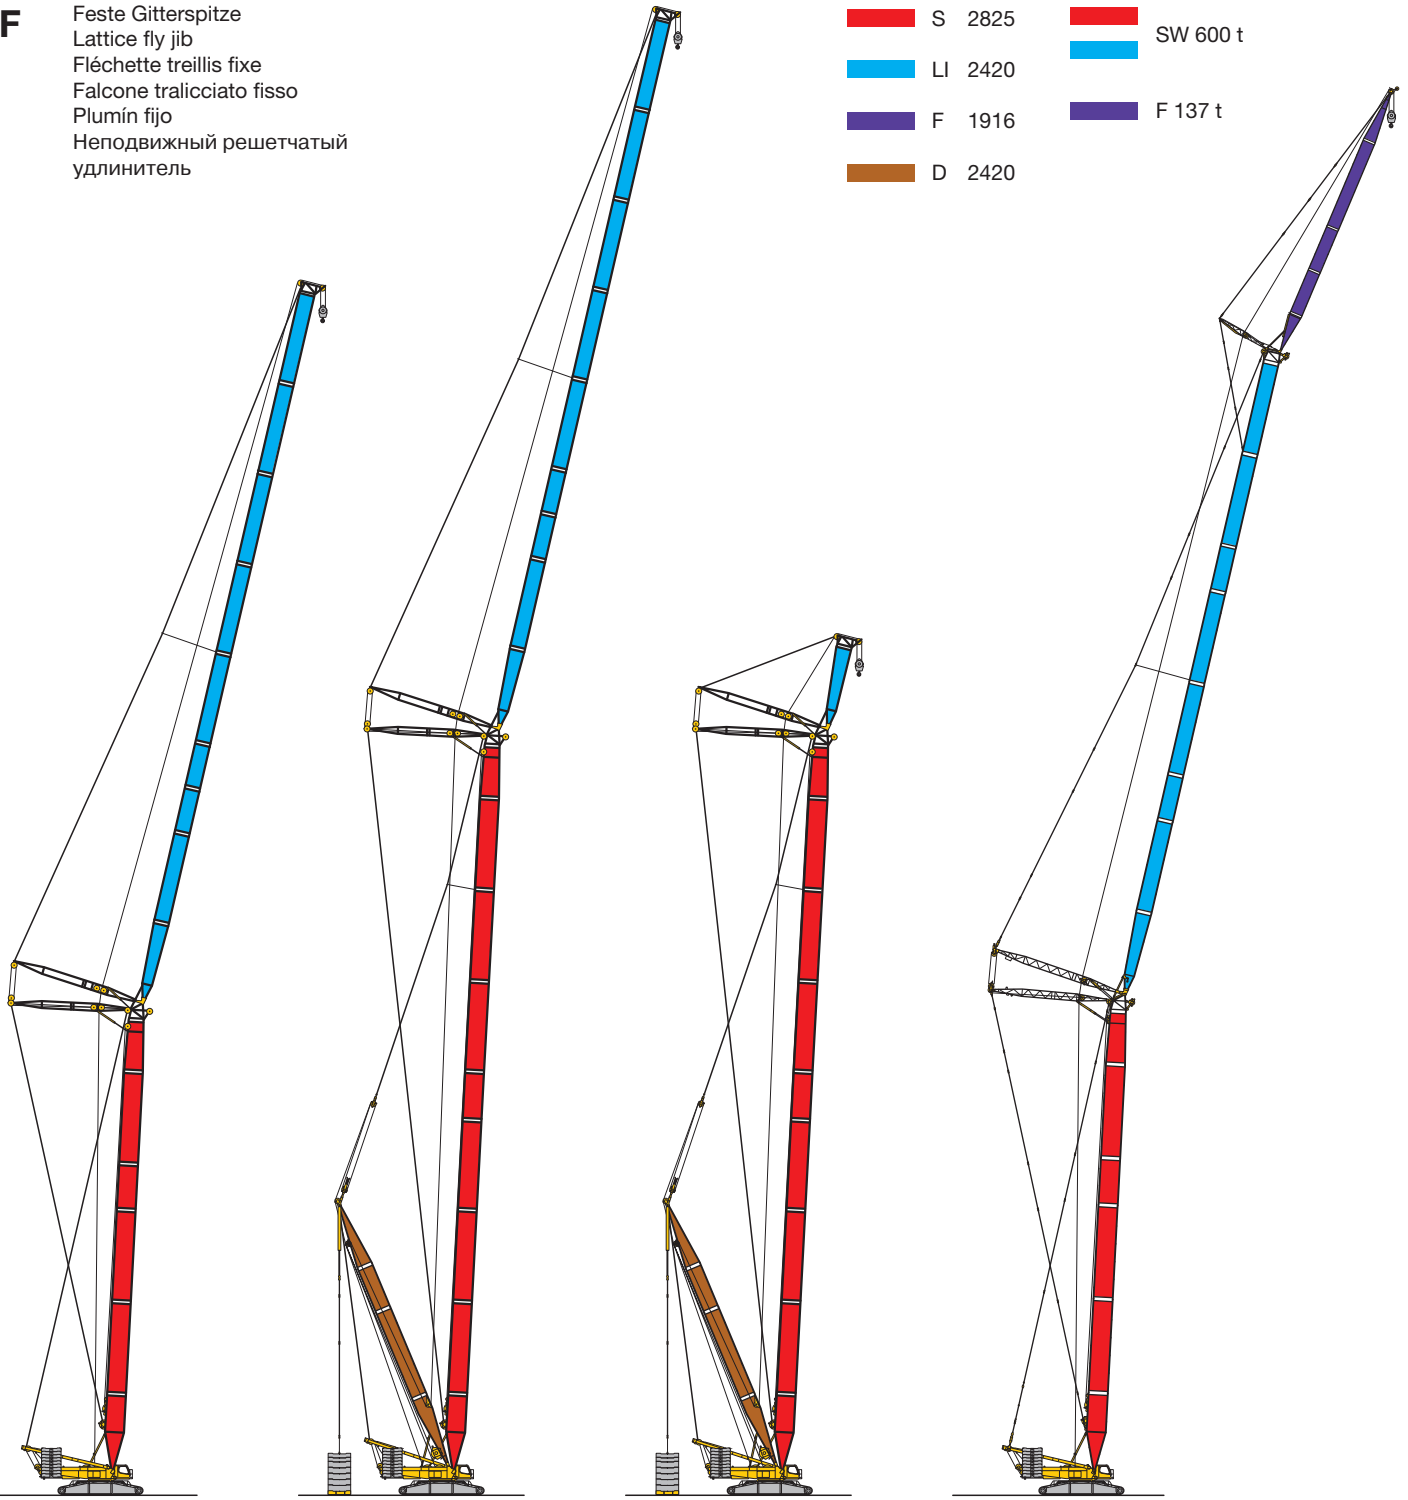 F
Feste Gitterspitze
Lattice fly jib
Fléchette treillis fixe
Falcone tralicciato fisso
Plumín fijo
Неподвижный решетчатый
удлинитель
S 2825
LI 2420
F 1916
D 2420
SW 600 t
F 137 t